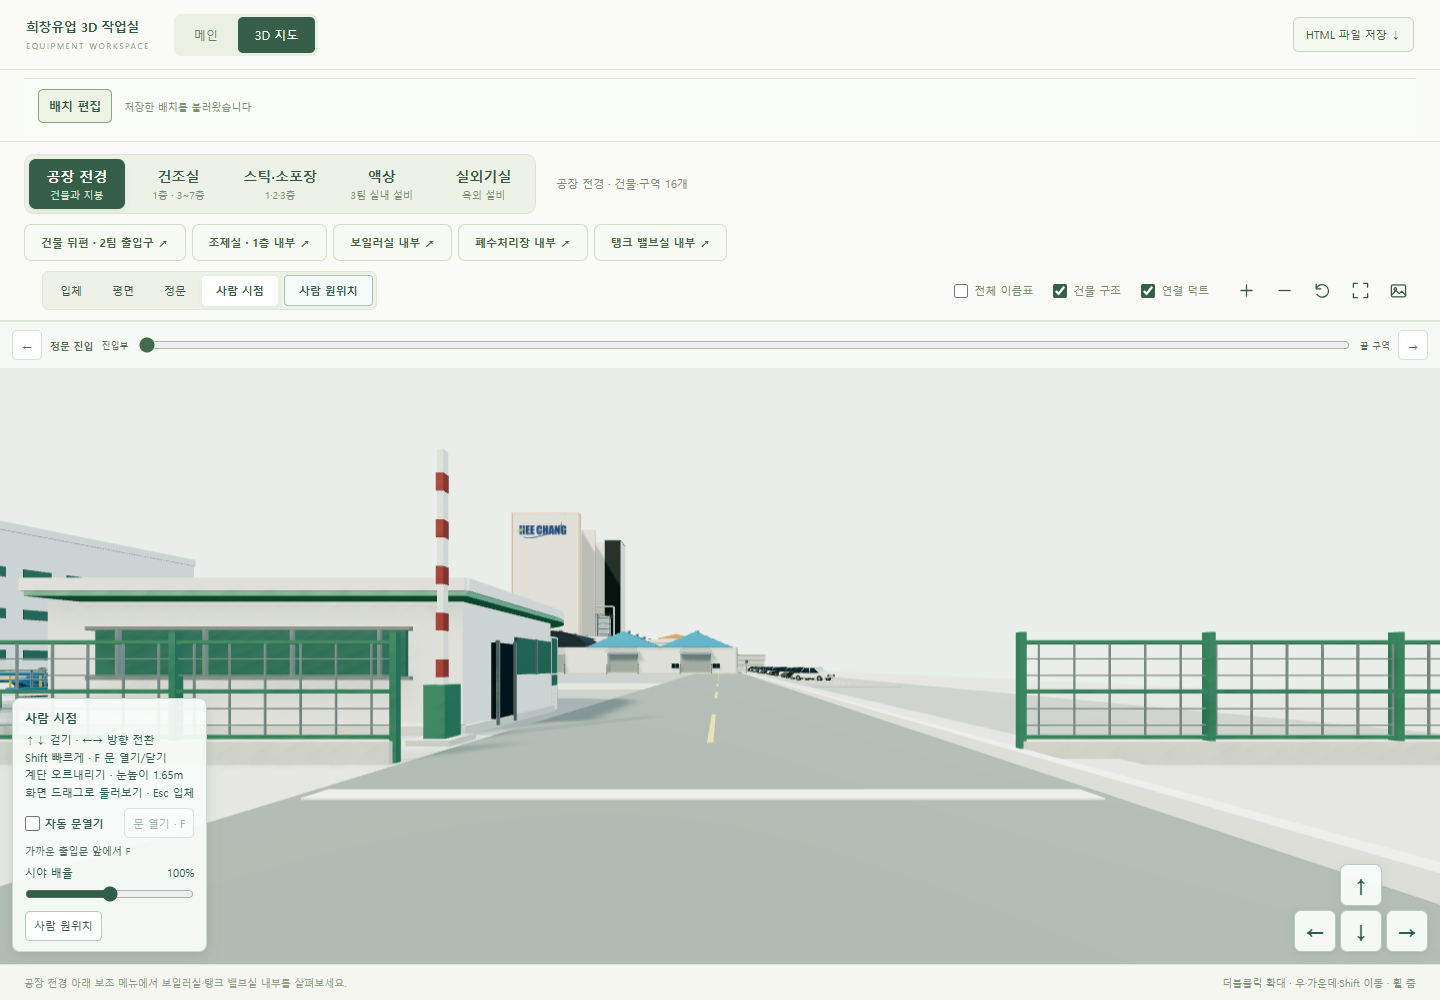 희창유업 3D 작업실
EQUIPMENT WORKSPACE
메인
3D 지도
HTML 파일 저장 ↓
배치 편집
저장한 배치를 불러왔습니다
공장 전경
건물과 지붕
건조실
1층 · 3~7층
스틱·소포장
1·2·3층
액상
3팀 실내 설비
실외기실
옥외 설비
공장 전경 · 건물·구역 16개
건물 뒤편 · 2팀 출입구 ↗
조제실 · 1층 내부 ↗
보일러실 내부 ↗
폐수처리장 내부 ↗
탱크 밸브실 내부 ↗
입체
평면
정문
사람 시점
사람 원위치
전체 이름표
건물 구조
연결 덕트
← 정문 진입 진입부
끝 구역 →
HEE CHANG
사람 시점
↑↓ 걷기 · ←→ 방향 전환
Shift 빠르게 · F 문 열기/닫기
계단 오르내리기 · 눈높이 1.65m
화면 드래그로 둘러보기 · Esc 입체
자동 문열기
문 열기 · F
가까운 출입문 앞에서 F
시야 배율 100%
사람 원위치
↑
← ↓ →
공장 전경 아래 보조 메뉴에서 보일러실·탱크 밸브실 내부를 살펴보세요.
더블클릭 확대 · 우·가운데·Shift 이동 · 휠 줌